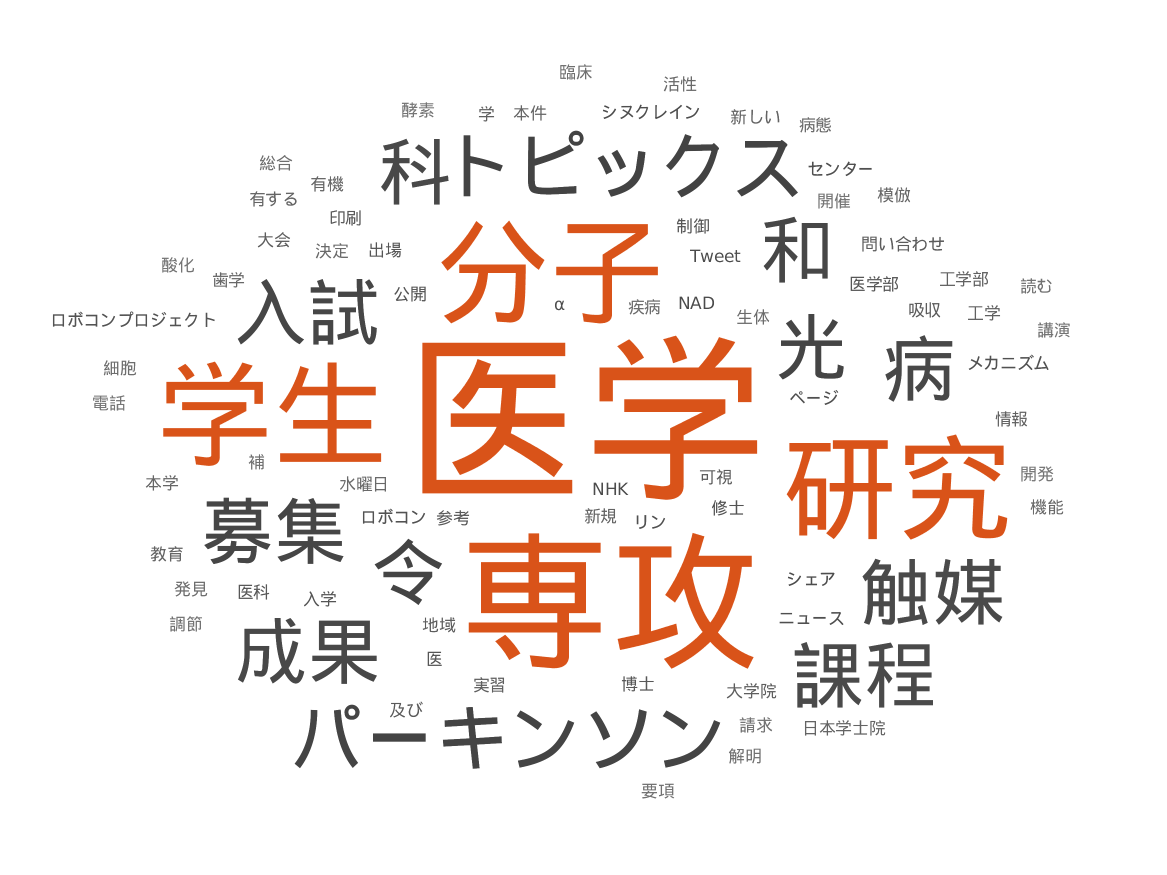 臨床
活性
酵素
学
本件
シヌクレイン
新しい
病態
科
トピックス
センター
総合
有機
有する
印刷
開催
模倣
大会
決定
出場
分子
制御
Tweet
和
問い合わせ
酸化
歯学
入試
公開
α
疾病
NAD
生体
医学部
工学部
読む
吸収
工学
講演
ロボコンプロジェクト
細胞
電話
学生
医学
光
病
メカニズム
ページ
情報
補
本学
水曜日
NHK
可視
研究
開発
機能
募集
ロボコン
参考
新規
リン
修士
教育
発見
医科
入学
令
専攻
シェア
触媒
調節
成果
地域
医
ニュース
課程
実習
博士
大学院
パーキンソン
及び
請求
日本学士院
解明
要項